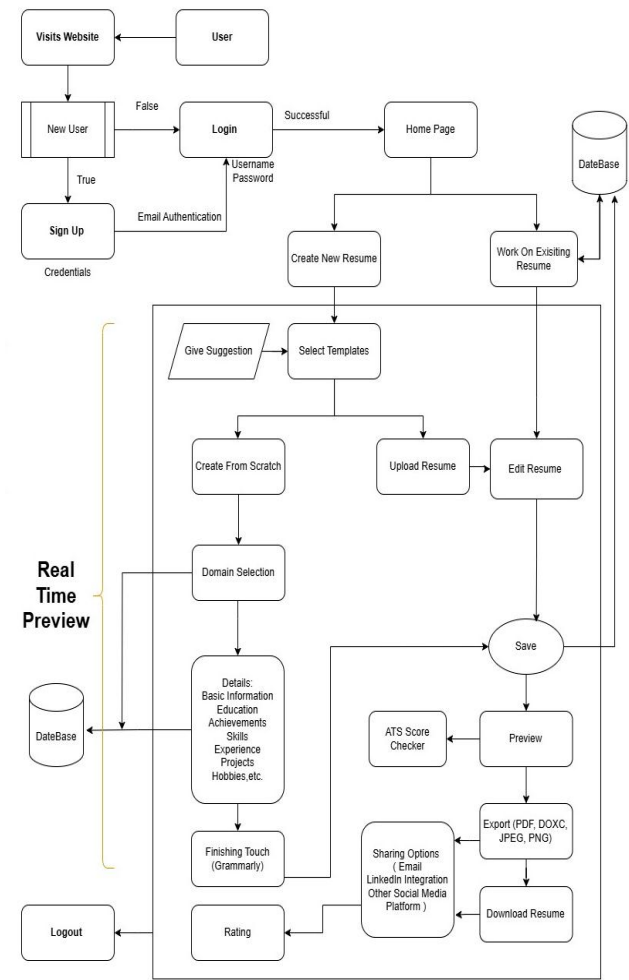 Visits Website
User
New User
False
Login
Successful
Home Page
DateBase
True
Username
Password
Sign Up
Email Authentication
Credentials
Create New Resume
Work On Exisiting
Resume
Give Suggestion
Select Templates
Create From Scratch
Upload Resume
Edit Resume
Real
Time
Preview
Domain Selection
Save
Details:
Basic Information
Education
Achievements
Skills
Experience
Projects
Hobbies,etc.
DateBase
ATS Score
Checker
Preview
Export (PDF, DOXC,
JPEG, PNG)
Finishing Touch
(Grammarly)
Sharing Options
( Email
LinkedIn Integration
Other Social Media
Platform )
Download Resume
Logout
Rating